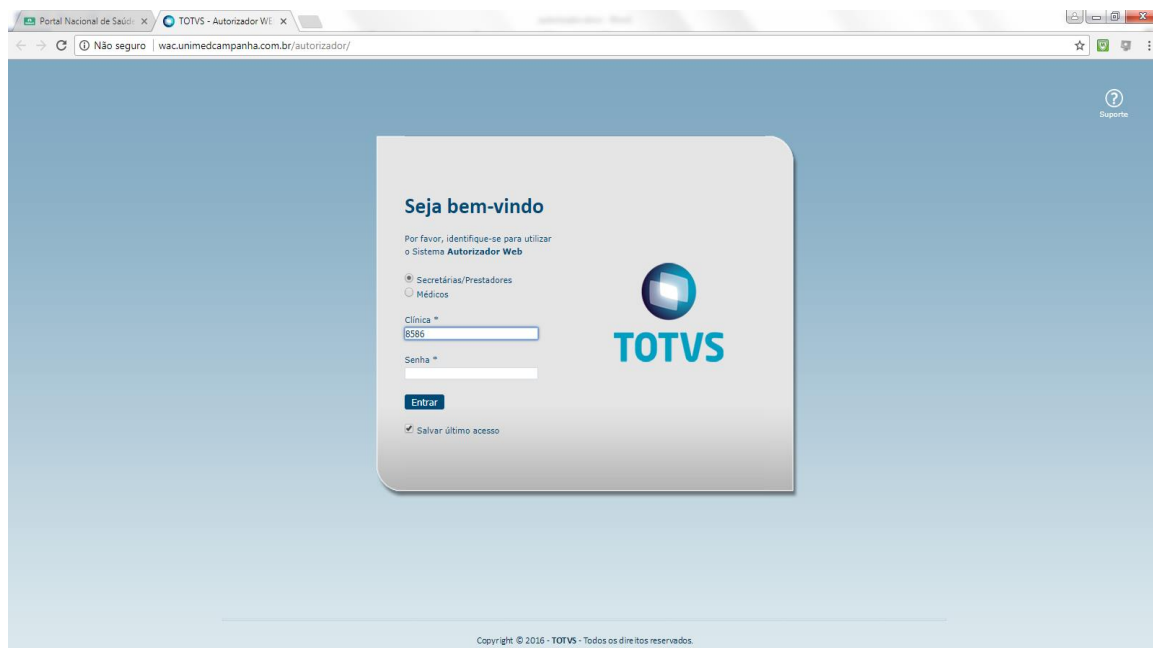 Portal Nacional de Saúde
TOTVS - Autorizador WE
Não seguro
wac.unimedcampanha.com.br/autorizador/
Suporte
Seja bem-vindo
Por favor, identifique-se para utilizar
o Sistema Autorizador Web
Secretárias/Prestadores
Médicos
Clínica *
8586
Senha *
Entrar
Salvar último acesso
TOTVS
Copyright © 2016 - TOTVS - Todos os direitos reservados.